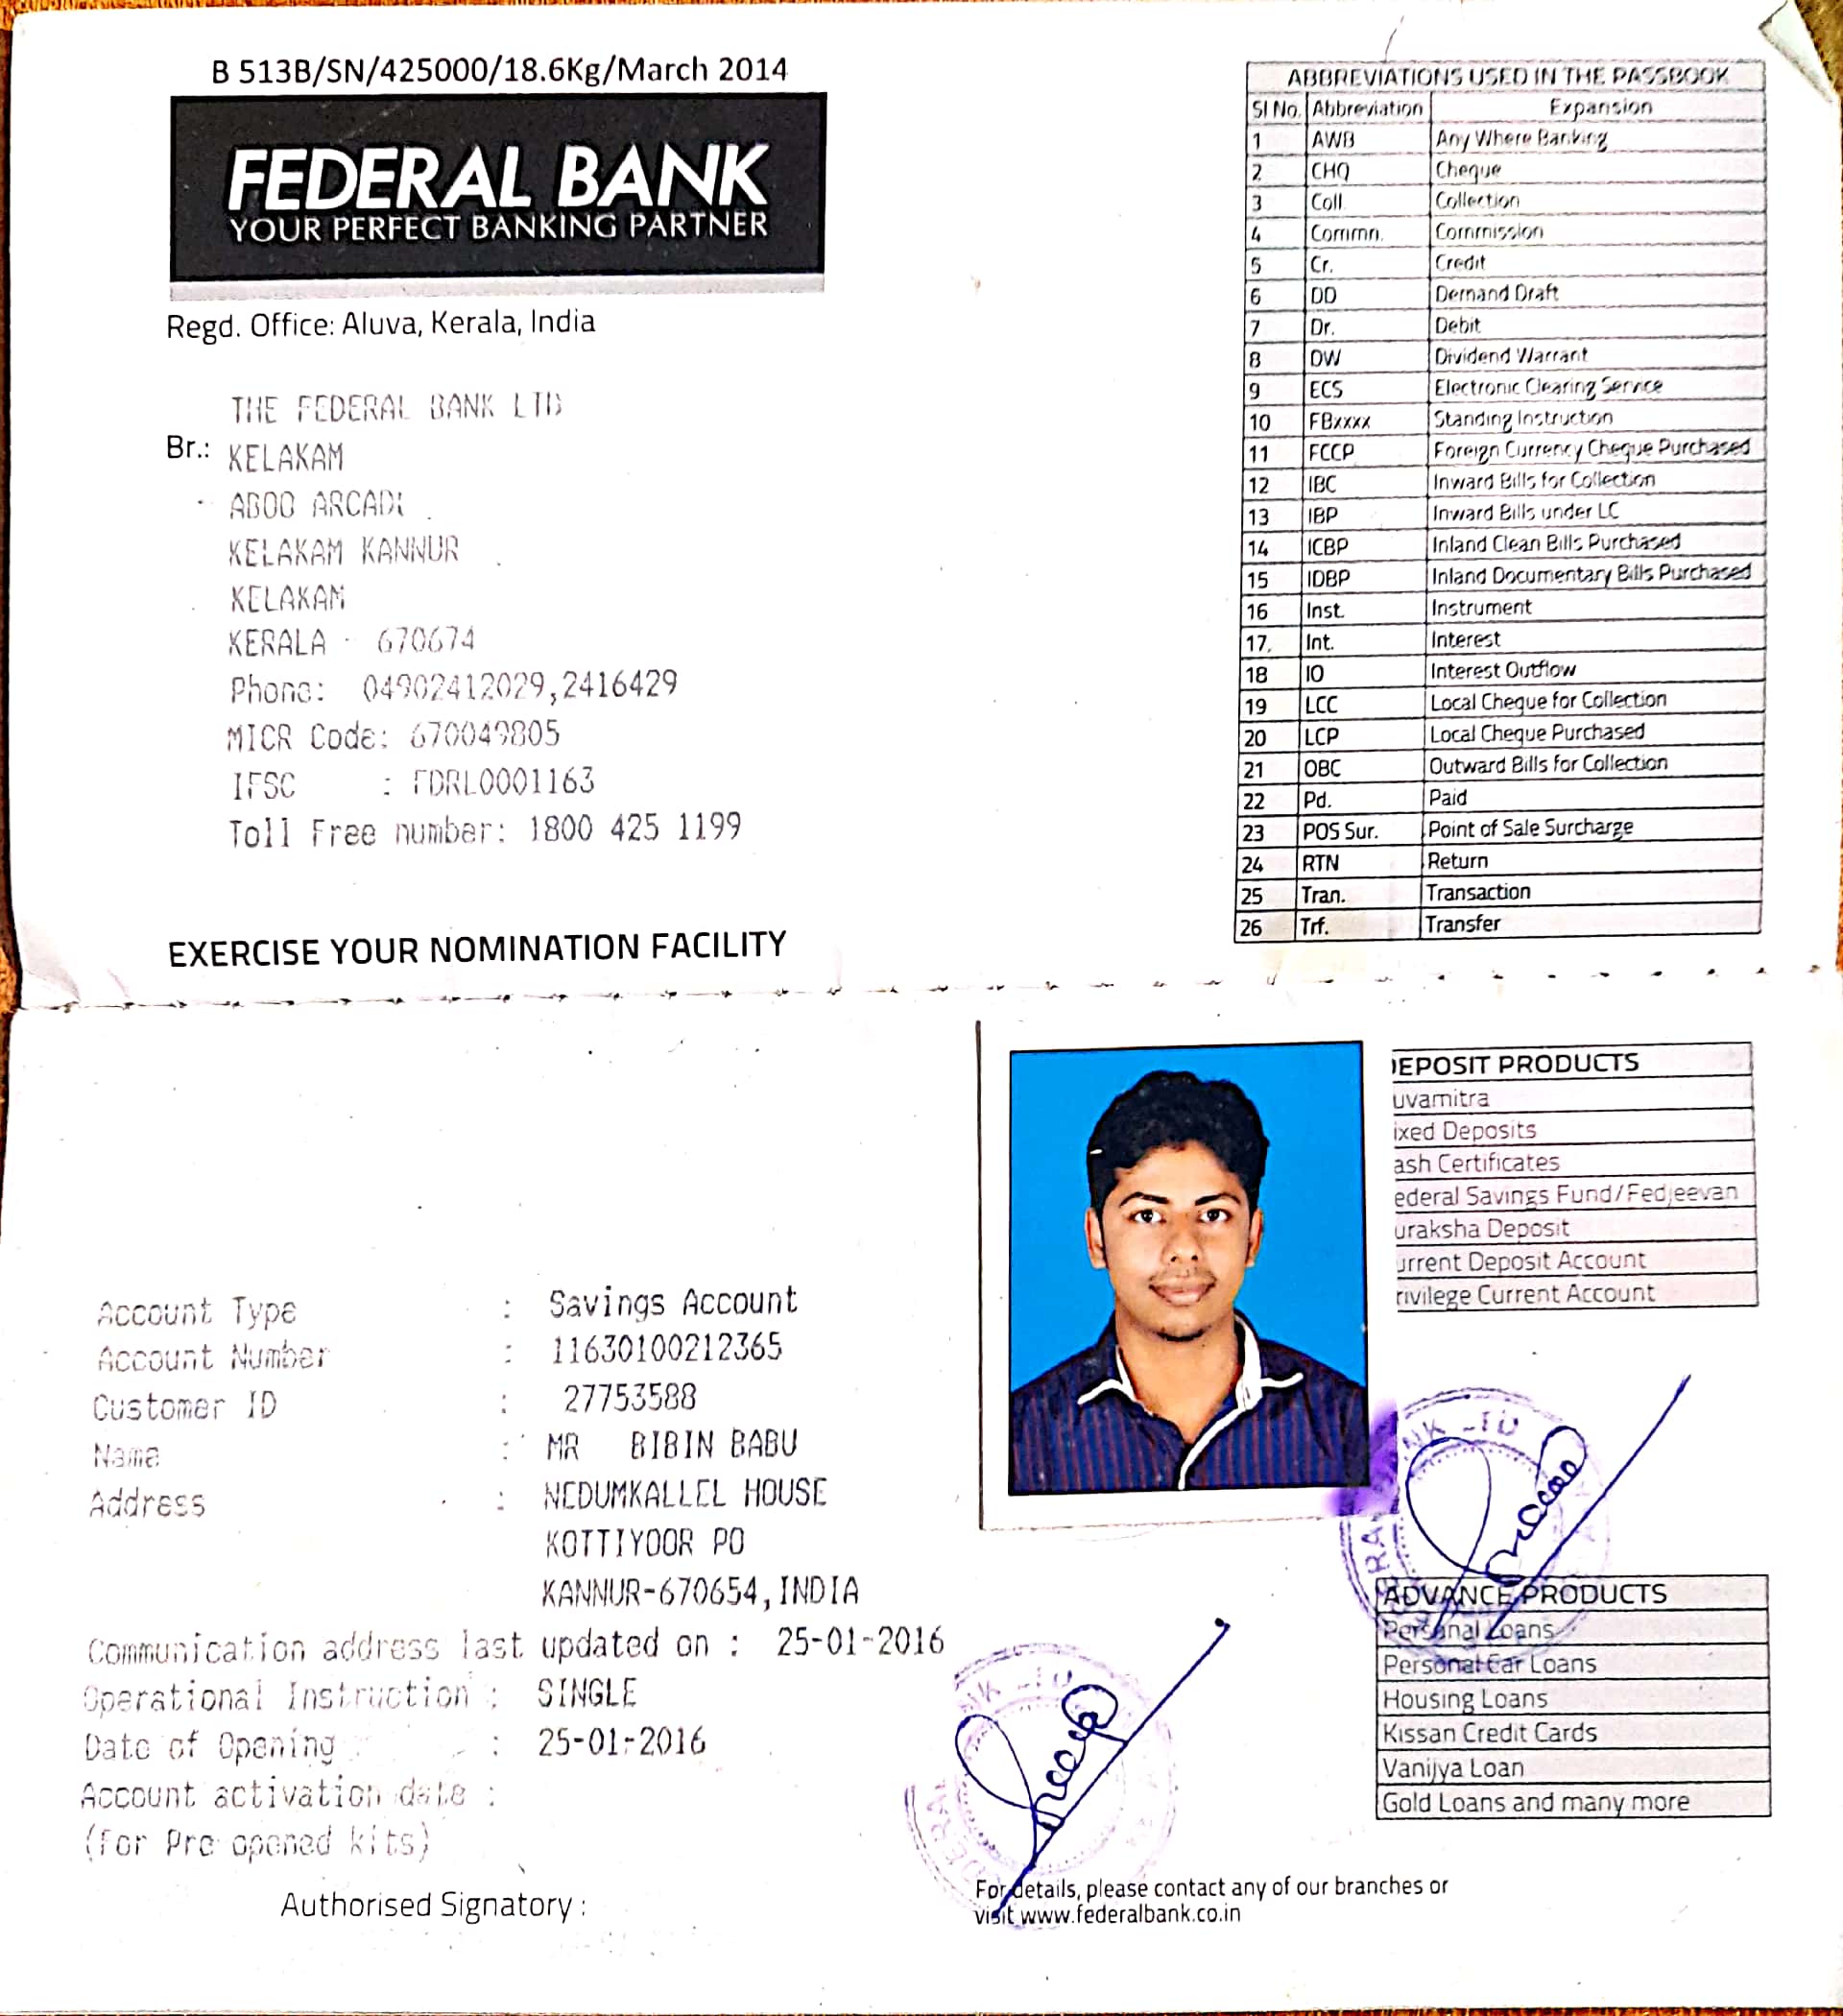 B 513B/SN/425000/18.6Kg/March 2014
FEDERAL BANK
YOUR PERFECT BANKING PARTNER
Regd. Office: Aluva, Kerala, India
THE FEDERAL BANK LTD
Br.: KELAKAM
ABOO ARCADE
KELAKAM KANNUR
KELAKAM
KERALA - 670674
Phone: 04902412029,2416429
MICR Code: 670049805
IFSC : FDRL0001163
Toll Free number: 1800 425 1199
EXERCISE YOUR NOMINATION FACILITY
ABBREVIATIONS USED IN THE PASSBOOK
Sl No. Abbreviation Expansion
1 AWB Any Where Banking
2 CHQ Cheque
3 Coll. Collection
4 Commn. Commission
5 Cr. Credit
6 DD Demand Draft
7 Dr. Debit
8 DW Dividend Warrant
9 ECS Electronic Clearing Service
10 FBxxxx Standing Instruction
11 FCCP Foreign Currency Cheque Purchased
12 IBC Inward Bills for Collection
13 IBP Inward Bills under LC
14 ICBP Inland Clean Bills Purchased
15 IDBP Inland Documentary Bills Purchased
16 Inst. Instrument
17. Int. Interest
18 IO Interest Outflow
19 LCC Local Cheque for Collection
20 LCP Local Cheque Purchased
21 OBC Outward Bills for Collection
22 Pd. Paid
23 POS Sur. Point of Sale Surcharge
24 RTN Return
25 Tran. Transaction
26 Trf. Transfer
Account Type : Savings Account
Account Number : 11630100212365
Customer ID : 27753588
Name : MR BIBIN BABU
Address : NEDUMKALLEL HOUSE
KOTTIYOOR PO
KANNUR-670654,INDIA
Communication address last updated on : 25-01-2016
Operational Instruction : SINGLE
Date of Opening : 25-01-2016
Account activation date :
(For Pre opened kits)
Authorised Signatory :
EPOSIT PRODUCTS
uvamitra
ixed Deposits
ash Certificates
ederal Savings Fund/Fedjeevan
uraksha Deposit
urrent Deposit Account
rivilege Current Account
ADVANCE PRODUCTS
Personal Loans
Personal Car Loans
Housing Loans
Kissan Credit Cards
Vanijya Loan
Gold Loans and many more
For details, please contact any of our branches or
visit www.federalbank.co.in